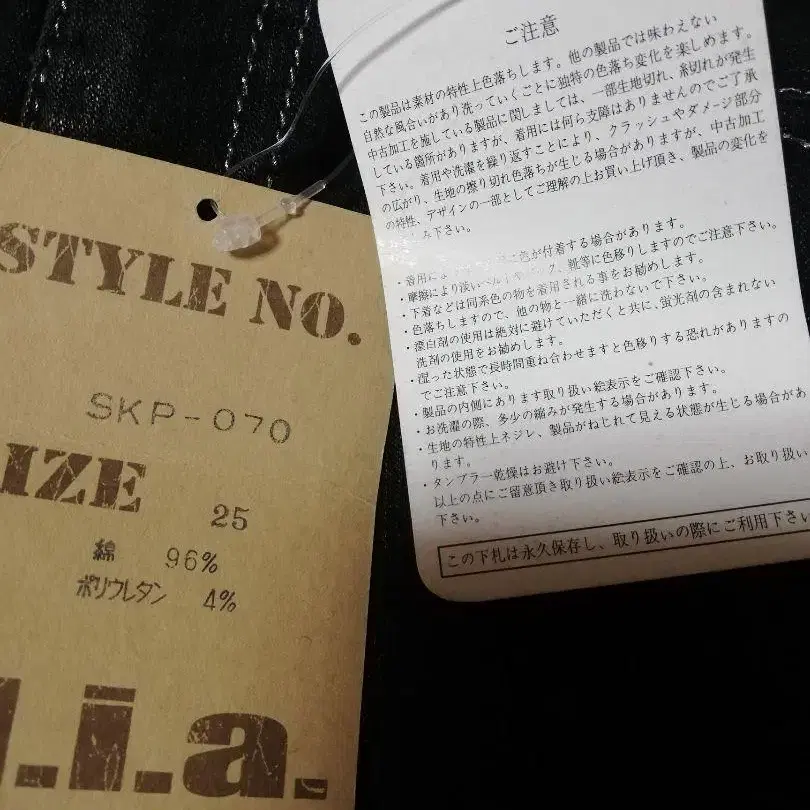 STYLE NO.
SKP-070
IZE 25
綿 96%
ポリウレタン 4%
.i.a.
ご注意
この製品は素材の特性上色落ちします。他の製品では味わえない
自然な風合いがあり洗っていくごとに独特の色落ち変化を楽しめます。
中古加工を施している製品に関しましては、一部生地切れ、糸切れが発生
している箇所がありますが、着用には何ら支障はありませんのでご了承
下さい。着用や洗濯を繰り返すことにより、クラッシュやダメージ部分
の広がり、生地の擦り切れ色落ちが生じる場合がありますが、中古加工
の特性、デザインの一部としてご理解の上お買い上げ頂き、製品の変化を
み下さい。
・着用に 色が付着する場合があります。
・摩擦により淡い 、靴等に色移りしますのでご注意下さい。
・下着などは同系色の物を着用される事をお勧めします。
・色落ちしますので、他の物と一緒に洗わないで下さい。
・漂白剤の使用は絶対に避けていただくと共に、蛍光剤の含まれない
洗剤の使用をお勧めします。
・湿った状態で長時間重ね合わせますと色移りする恐れがありますの
でご注意下さい。
・製品の内側にあります取り扱い絵表示をご確認下さい。
・お洗濯の際、多少の縮みが発生する場合があります。
・生地の特性上ネジレ、製品がねじれて見える状態が生じる場合があ
ります。
・タンブラー乾燥はお避け下さい。
以上の点にご留意頂き取り扱い絵表示をご確認の上、お取り扱い
下さい。
この下札は永久保存し、取り扱いの際にご利用下さい